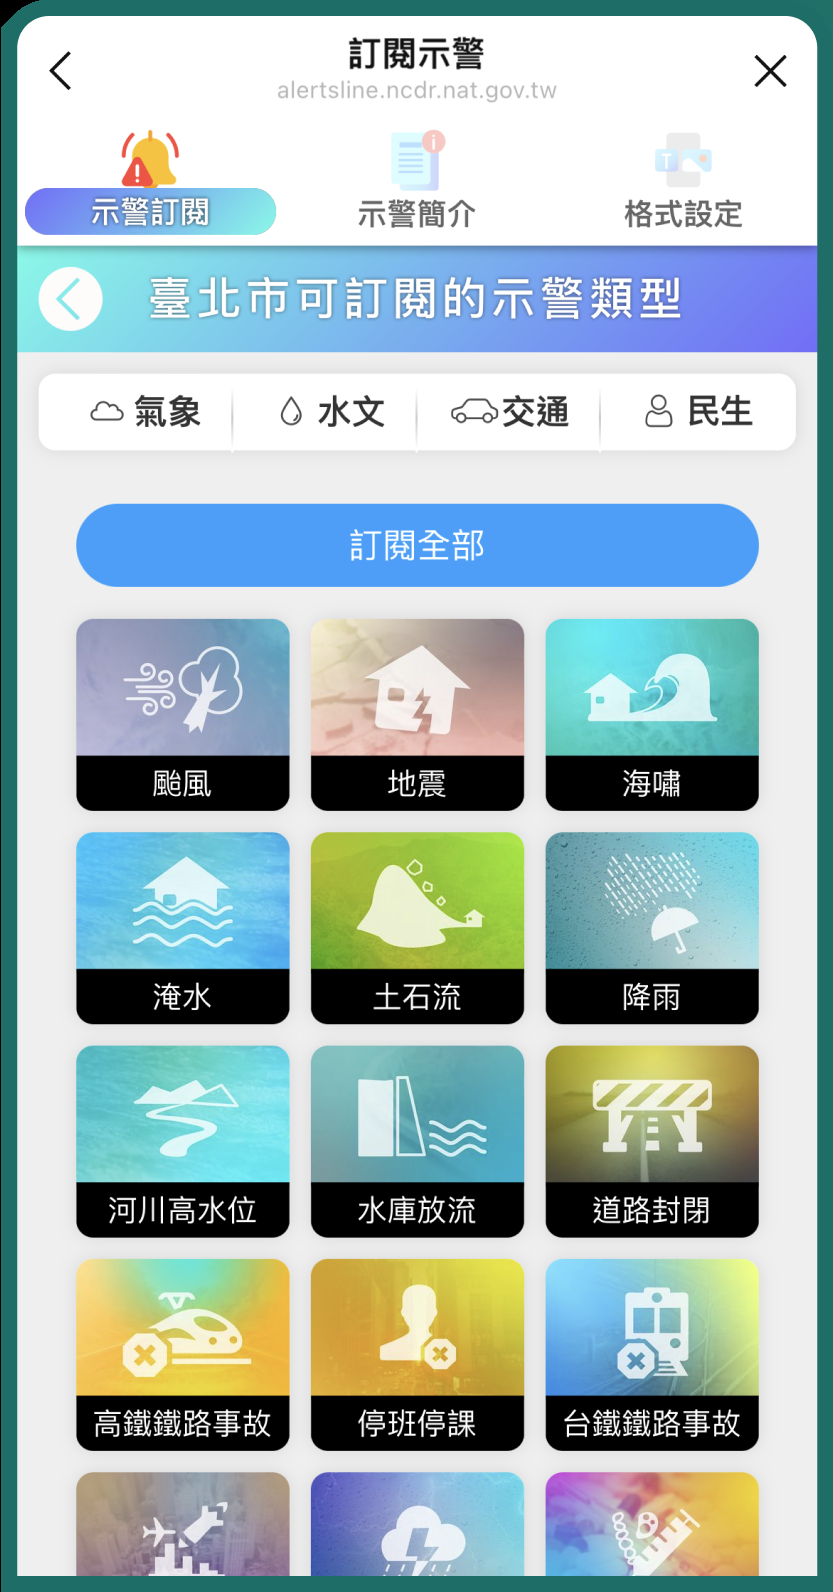 訂閱示警
alertsline.ncdr.nat.gov.tw
示警訂閱
示警簡介
格式設定
臺北市可訂閱的示警類型
氣象
水文
交通
民生
訂閱全部
颱風
地震
海嘯
淹水
土石流
降雨
河川高水位
水庫放流
道路封閉
高鐵鐵路事故
停班停課
台鐵鐵路事故